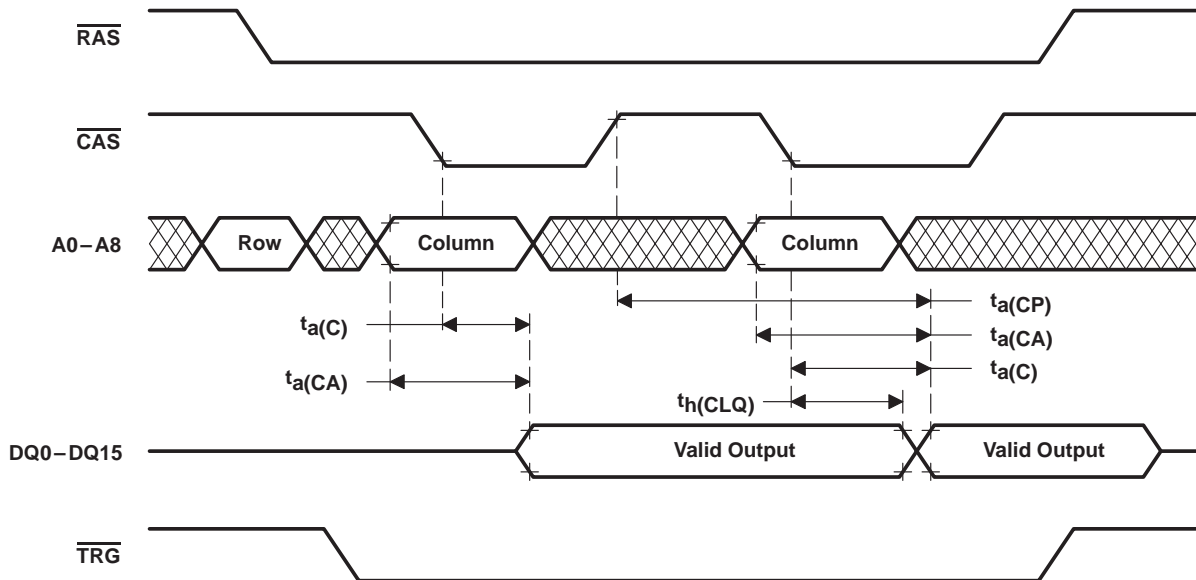 RAS
CAS
A0–A8 Row Column Column
ta(CP)
ta(C)
ta(CA)
ta(C)
ta(CA)
th(CLQ)
DQ0–DQ15 Valid Output Valid Output
TRG